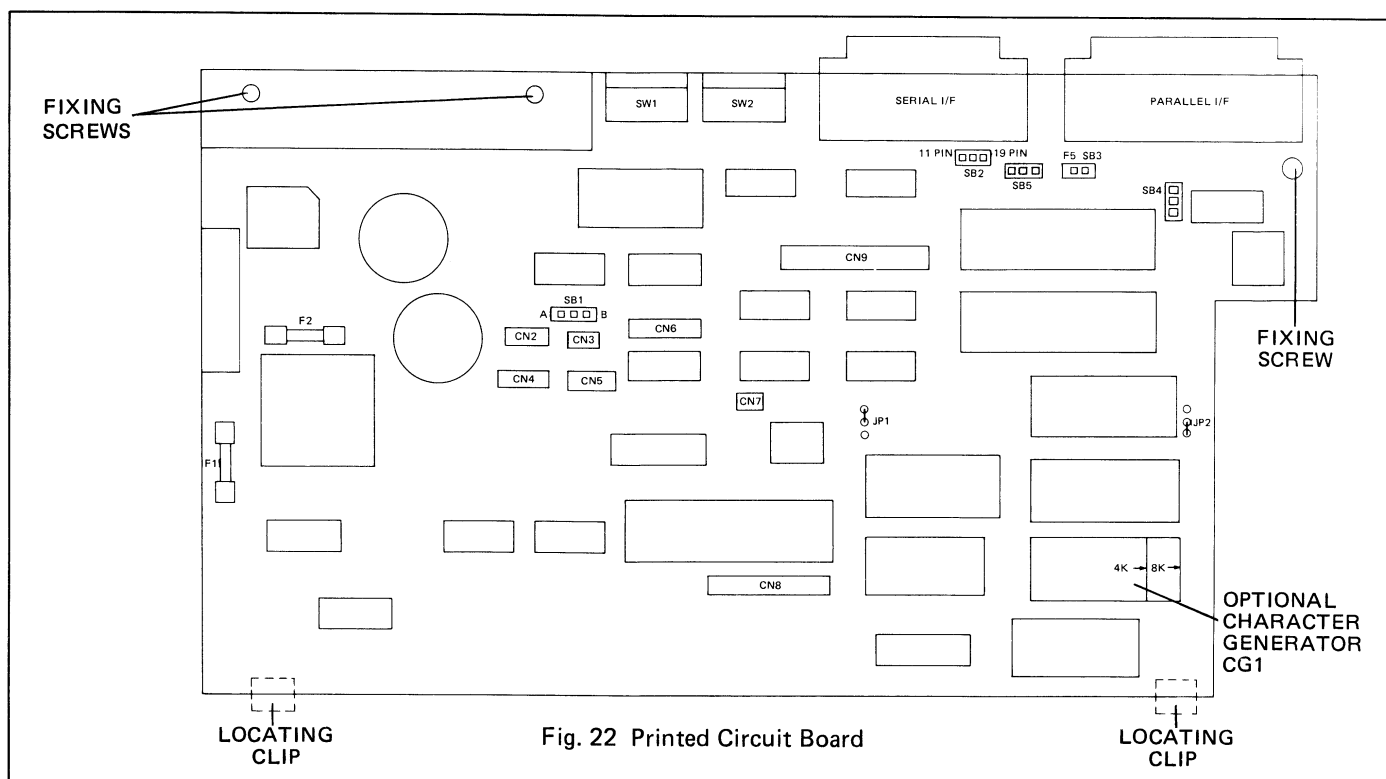 FIXING
SCREWS
SW1
SW2
SERIAL I/F
PARALLEL I/F
11 PIN
19 PIN
SB2
SB5
F5 SB3
SB4
CN9
SB1
A
B
F2
CN2
CN3
CN6
CN4
CN5
CN7
FIXING
SCREW
JP1
JP2
F1
4K
8K
CN8
OPTIONAL
CHARACTER
GENERATOR
CG1
LOCATING
CLIP
Fig. 22 Printed Circuit Board
LOCATING
CLIP